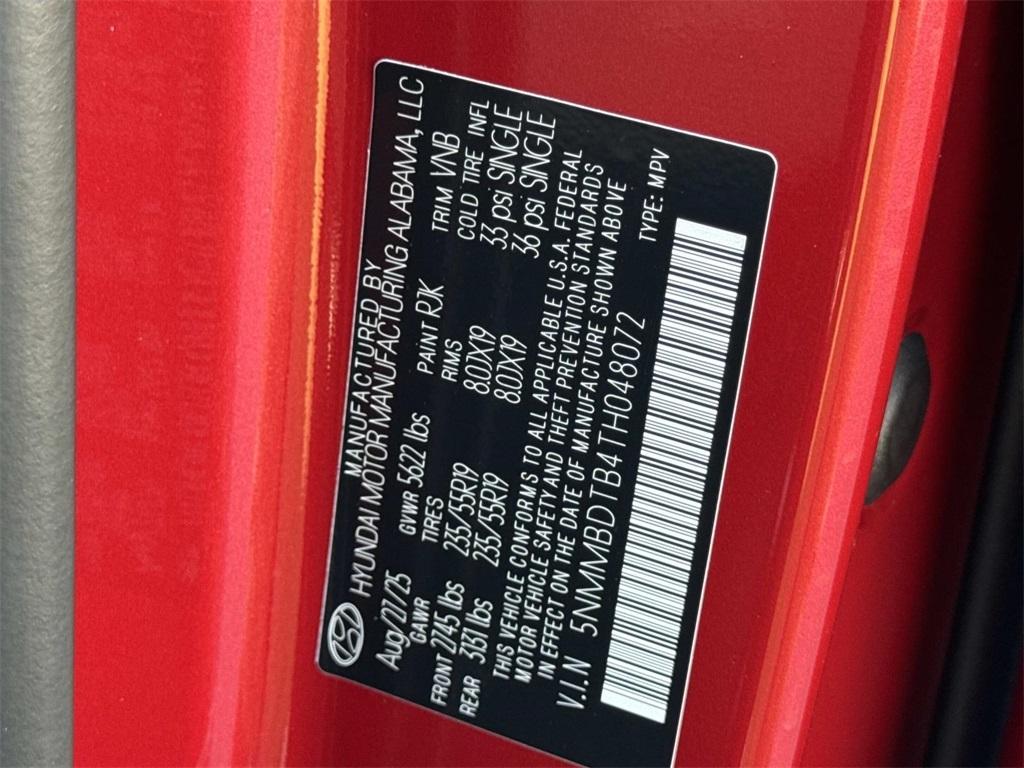 MANUFACTURED BY
HYUNDAI MOTOR MANUFACTURING ALABAMA, LLC
Aug/27/25 GVWR 5622 lbs PAINT RJK TRIM VNB
GAWR TIRES RIMS COLD TIRE INFL
FRONT 2745 lbs 235/55R19 8.0JX19 33 psi SINGLE
REAR 3131 lbs 235/55R19 8.0JX19 36 psi SINGLE
THIS VEHICLE CONFORMS TO ALL APPLICABLE U.S.A. FEDERAL
MOTOR VEHICLE SAFETY AND THEFT PREVENTION STANDARDS
IN EFFECT ON THE DATE OF MANUFACTURE SHOWN ABOVE
V.I.N 5NMMBDTB4TH048072 TYPE: MPV